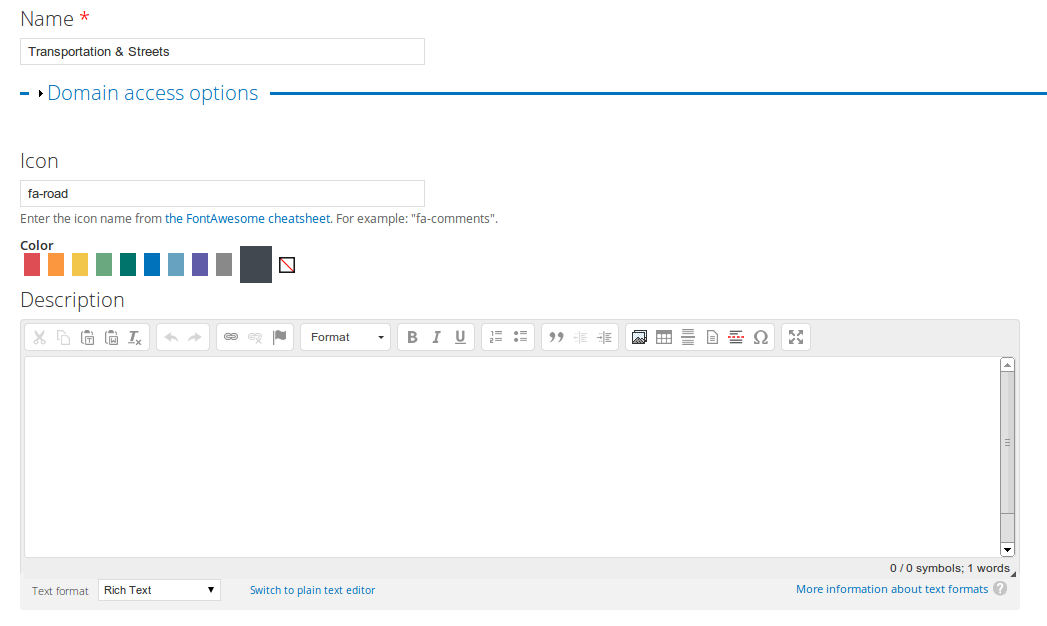 Name *
Transportation & Streets
Domain access options
Icon
fa-road
Enter the icon name from the FontAwesome cheatsheet. For example: "fa-comments".
Color
Description
Format
B I U
0 / 0 symbols; 1 words
Text format Rich Text Switch to plain text editor More information about text formats ?